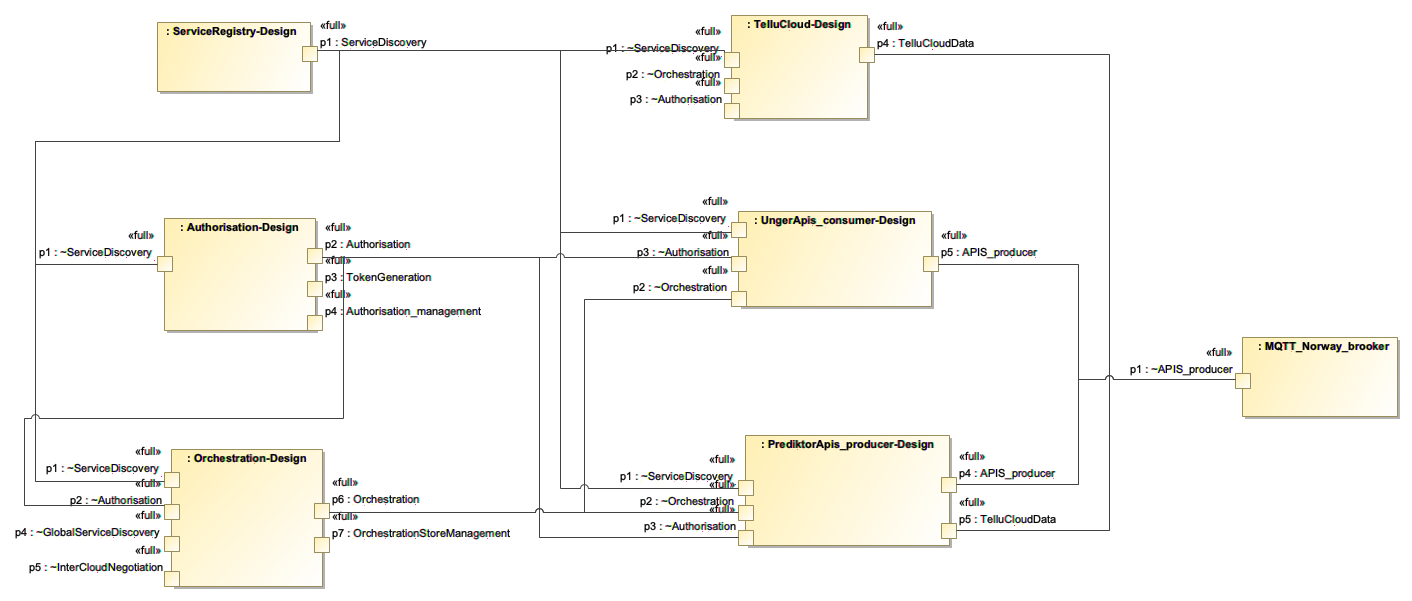 : ServiceRegistry-Design
«full»
p1 : ServiceDiscovery
: TelluCloud-Design
«full»
p1 : ~ServiceDiscovery
«full»
p2 : ~Orchestration
«full»
p3 : ~Authorisation
«full»
p4 : TelluCloudData
: Authorisation-Design
«full»
p1 : ~ServiceDiscovery
«full»
p2 : Authorisation
«full»
p3 : TokenGeneration
«full»
p4 : Authorisation_management
: UngerApis_consumer-Design
«full»
p1 : ~ServiceDiscovery
«full»
p3 : ~Authorisation
«full»
p2 : ~Orchestration
«full»
p5 : APIS_producer
: MQTT_Norway_brooker
«full»
p1 : ~APIS_producer
: Orchestration-Design
«full»
p1 : ~ServiceDiscovery
«full»
p2 : ~Authorisation
«full»
p4 : ~GlobalServiceDiscovery
«full»
p5 : ~InterCloudNegotiation
«full»
p6 : Orchestration
«full»
p7 : OrchestrationStoreManagement
: PrediktorApis_producer-Design
«full»
p1 : ~ServiceDiscovery
«full»
p2 : ~Orchestration
«full»
p3 : ~Authorisation
«full»
p4 : APIS_producer
«full»
p5 : TelluCloudData